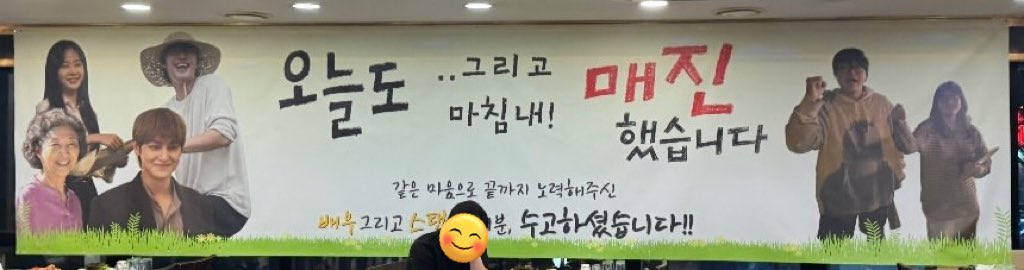 오늘도 ..그리고 매진
마침내! 했습니다
같은 마음으로 끝까지 노력해주신
배우 그리고 스탭 분, 수고하셨습니다!!